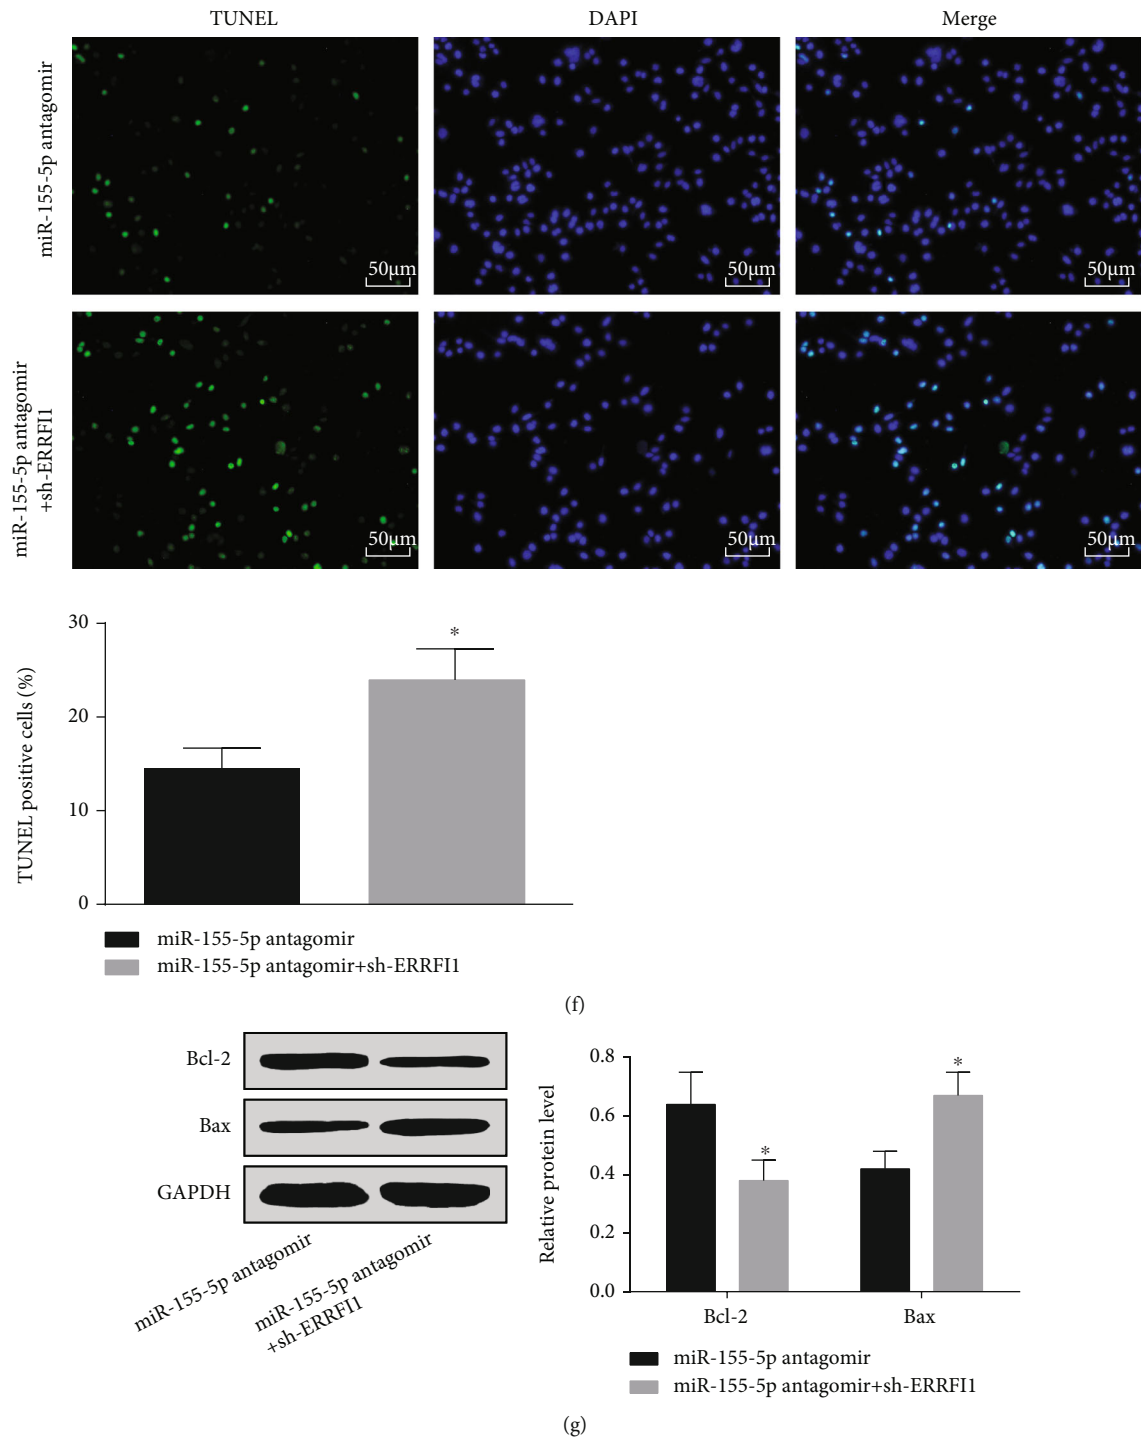 TUNEL
DAPI
Merge
miR-155-5p antagomir
50μm
50μm
50μm
miR-155-5p antagomir
+sh-ERRFI1
50μm
50μm
50μm
TUNEL positive cells (%)
30
20
10
0
*
miR-155-5p antagomir
miR-155-5p antagomir+sh-ERRFI1
(f)
Bcl-2
Bax
GAPDH
miR-155-5p antagomir
miR-155-5p antagomir
+sh-ERRFI1
Relative protein level
0.8
0.6
0.4
0.2
0.0
*
*
Bcl-2
Bax
miR-155-5p antagomir
miR-155-5p antagomir+sh-ERRFI1
(g)